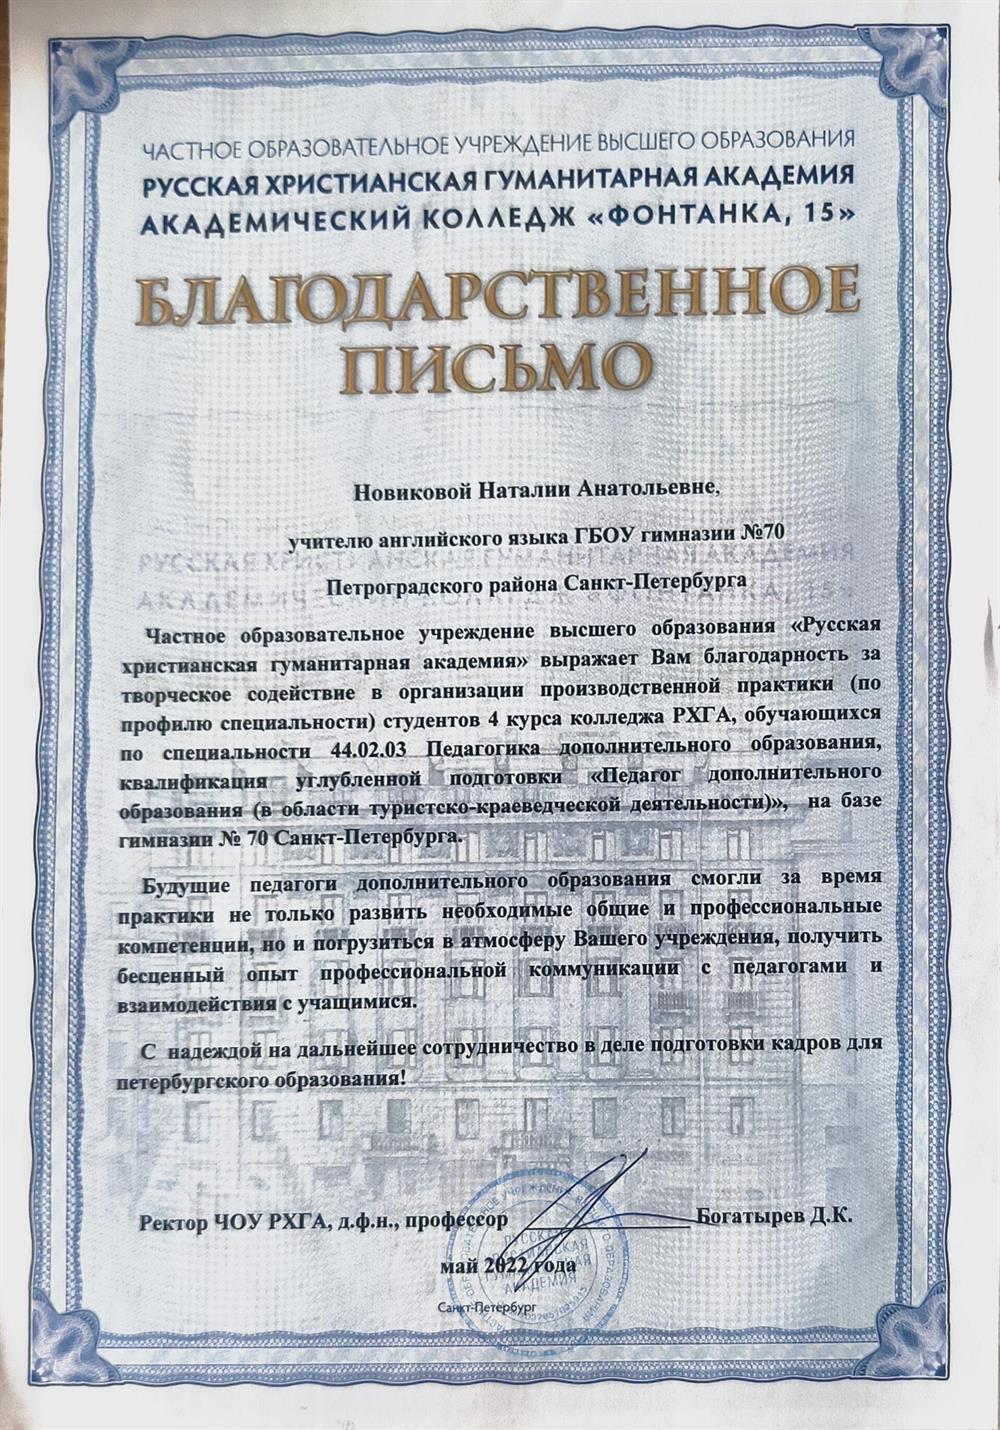 ЧАСТНОЕ ОБРАЗОВАТЕЛЬНОЕ УЧРЕЖДЕНИЕ ВЫСШЕГО ОБРАЗОВАНИЯ
РУССКАЯ ХРИСТИАНСКАЯ ГУМАНИТАРНАЯ АКАДЕМИЯ
АКАДЕМИЧЕСКИЙ КОЛЛЕДЖ «ФОНТАНКА, 15»
БЛАГОДАРСТВЕННОЕ
ПИСЬМО
Новиковой Наталии Анатольевне,
учителю английского языка ГБОУ гимназии №70
Петроградского района Санкт-Петербурга
Частное образовательное учреждение высшего образования «Русская
христианская гуманитарная академия» выражает Вам благодарность за
творческое содействие в организации производственной практики (по
профилю специальности) студентов 4 курса колледжа РХГА, обучающихся
по специальности 44.02.03 Педагогика дополнительного образования,
квалификация углубленной подготовки «Педагог дополнительного
образования (в области туристско-краеведческой деятельности)», на базе
гимназии № 70 Санкт-Петербурга.
Будущие педагоги дополнительного образования смогли за время
практики не только развить необходимые общие и профессиональные
компетенции, но и погрузиться в атмосферу Вашего учреждения, получить
бесценный опыт профессиональной коммуникации с педагогами и
взаимодействия с учащимися.
С надеждой на дальнейшее сотрудничество в деле подготовки кадров для
петербургского образования!
Ректор ЧОУ РХГА, д.ф.н., профессор Богатырев Д.К.
май 2022 года
Санкт-Петербург
РУССКАЯ
ХРИСТИАНСКАЯ
ГУМАНИТАРНАЯ
АКАДЕМИЯ